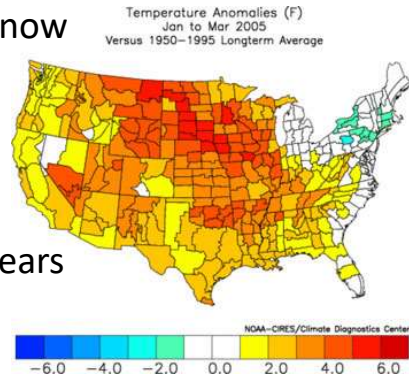 now
Temperature Anomalies (F)
Jan to Mar 2005
Versus 1950–1995 Longterm Average
ears
NOAA–CIRES/Climate Diagnostics Center
−6.0 −4.0 −2.0 0.0 2.0 4.0 6.0